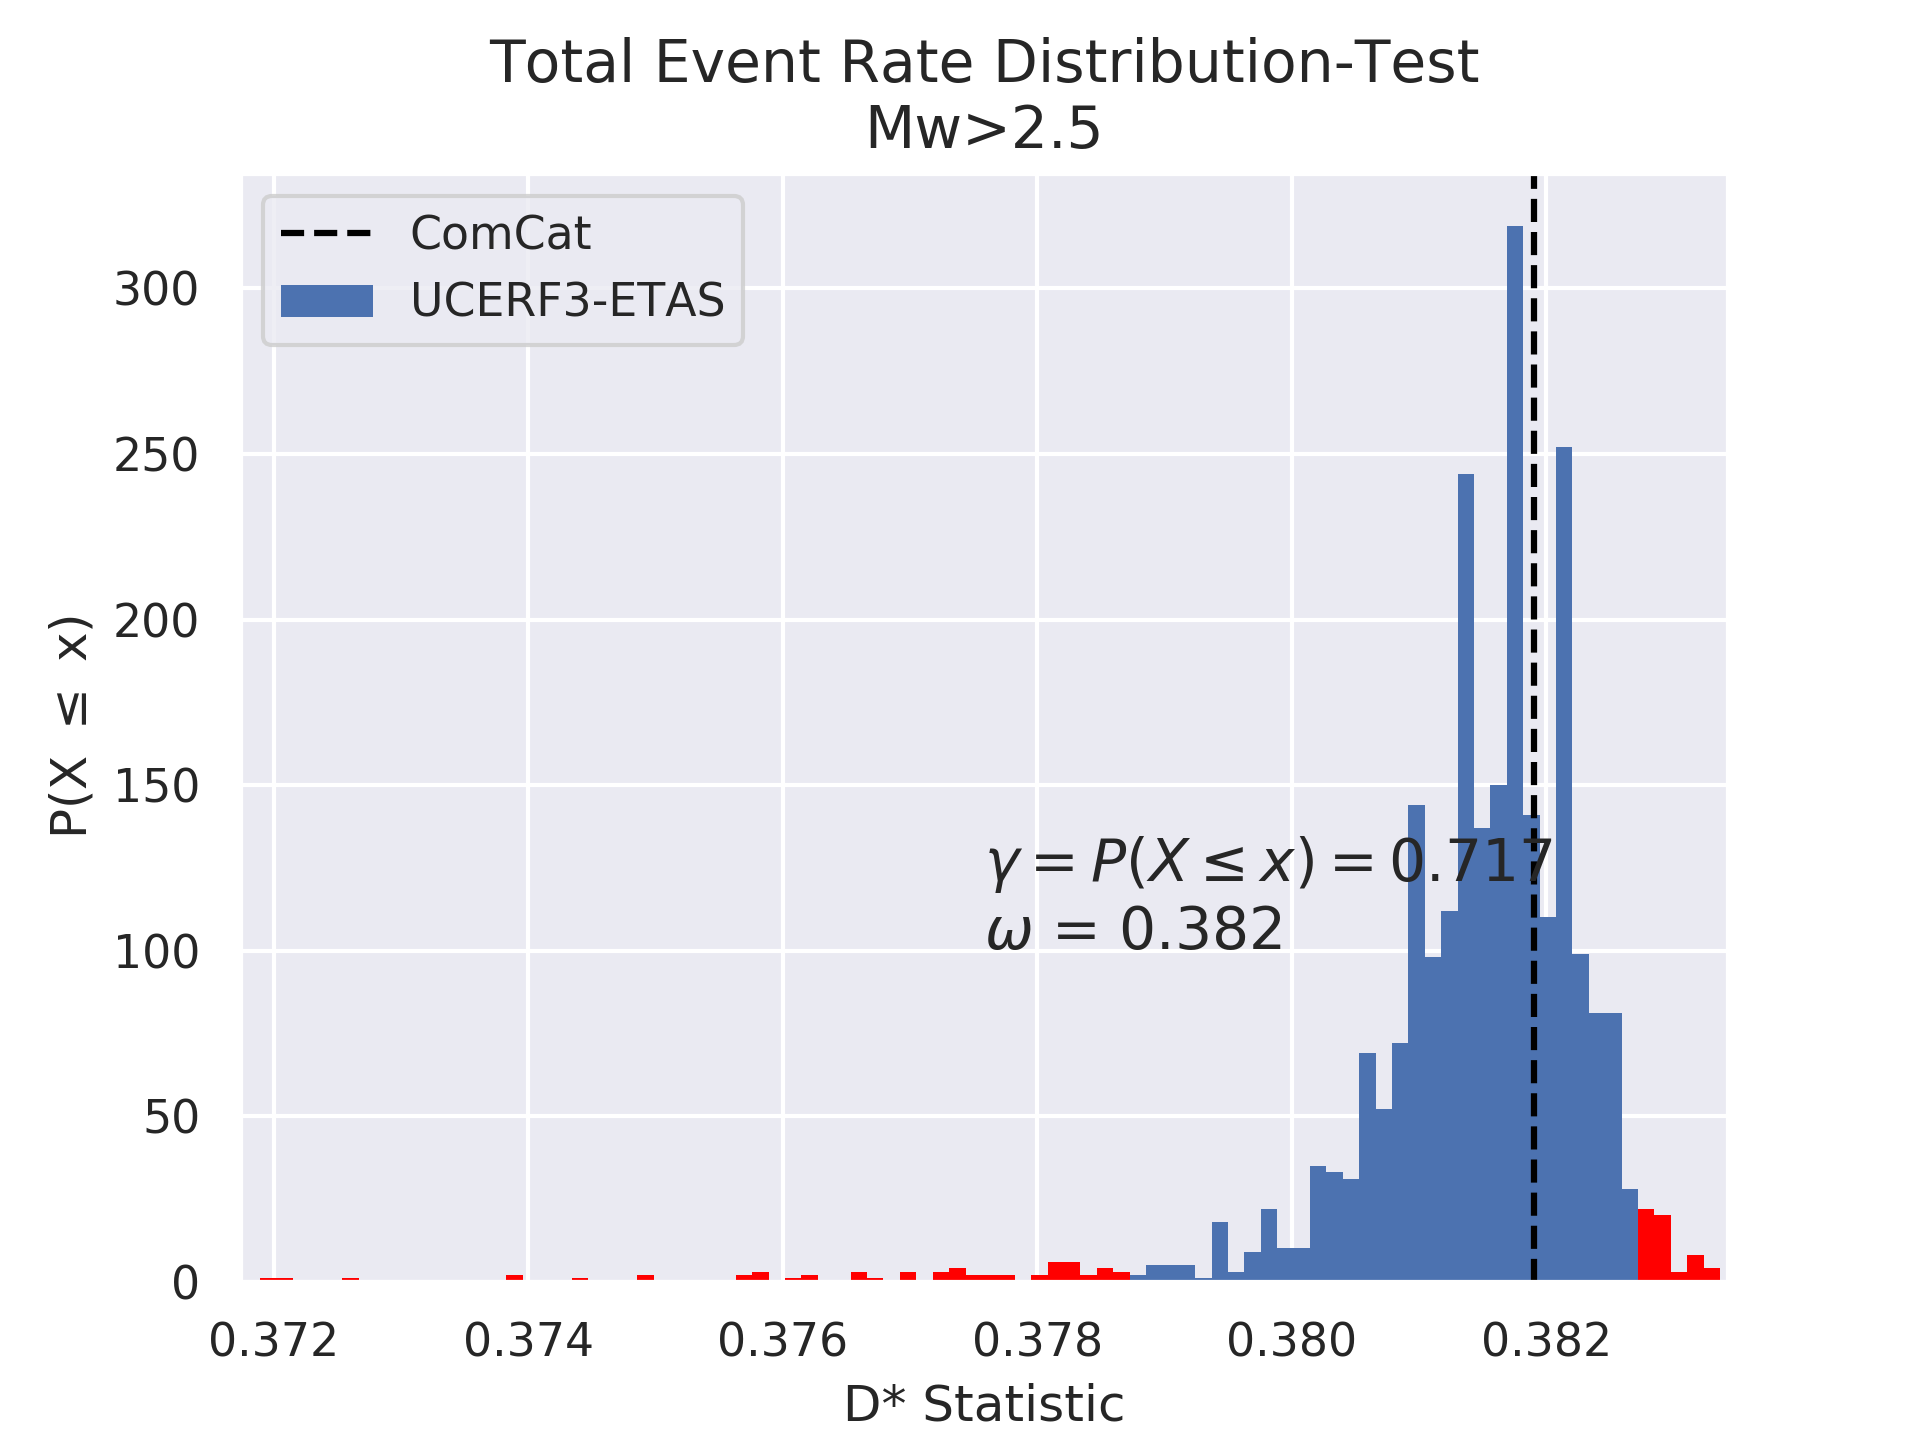 Total Event Rate Distribution-Test
Mw>2.5
ComCat
UCERF3-ETAS
P(X ≤ x)
300
250
200
150
100
50
0
γ = P(X ≤ x) = 0.717
ω = 0.382
0.372 0.374 0.376 0.378 0.380 0.382
D* Statistic